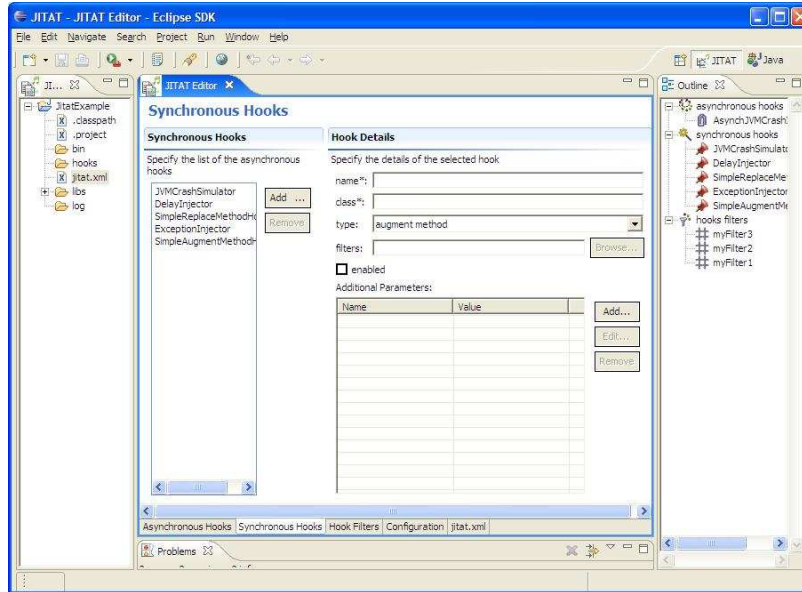 JITAT - JITAT Editor - Eclipse SDK
File Edit Navigate Search Project Run Window Help
JITAT Java
JI...
JitatExample
.classpath
.project
bin
hooks
jitat.xml
libs
log
JITAT Editor
Synchronous Hooks
Synchronous Hooks
Specify the list of the asynchronous
hooks
JVMCrashSimulator
DelayInjector
SimpleReplaceMethodHo
ExceptionInjector
SimpleAugmentMethodH
Add ...
Remove
Hook Details
Specify the details of the selected hook
name*:
class*:
type: augment method
filters: Browse...
enabled
Additional Parameters:
Name Value
Add...
Edit...
Remove
Asynchronous Hooks Synchronous Hooks Hook Filters Configuration jitat.xml
Problems
Outline
asynchronous hooks
AsynchJVMCrash
synchronous hooks
JVMCrashSimulato
DelayInjector
SimpleReplaceMe
ExceptionInjector
SimpleAugmentMe
hooks filters
myFilter3
myFilter2
myFilter1